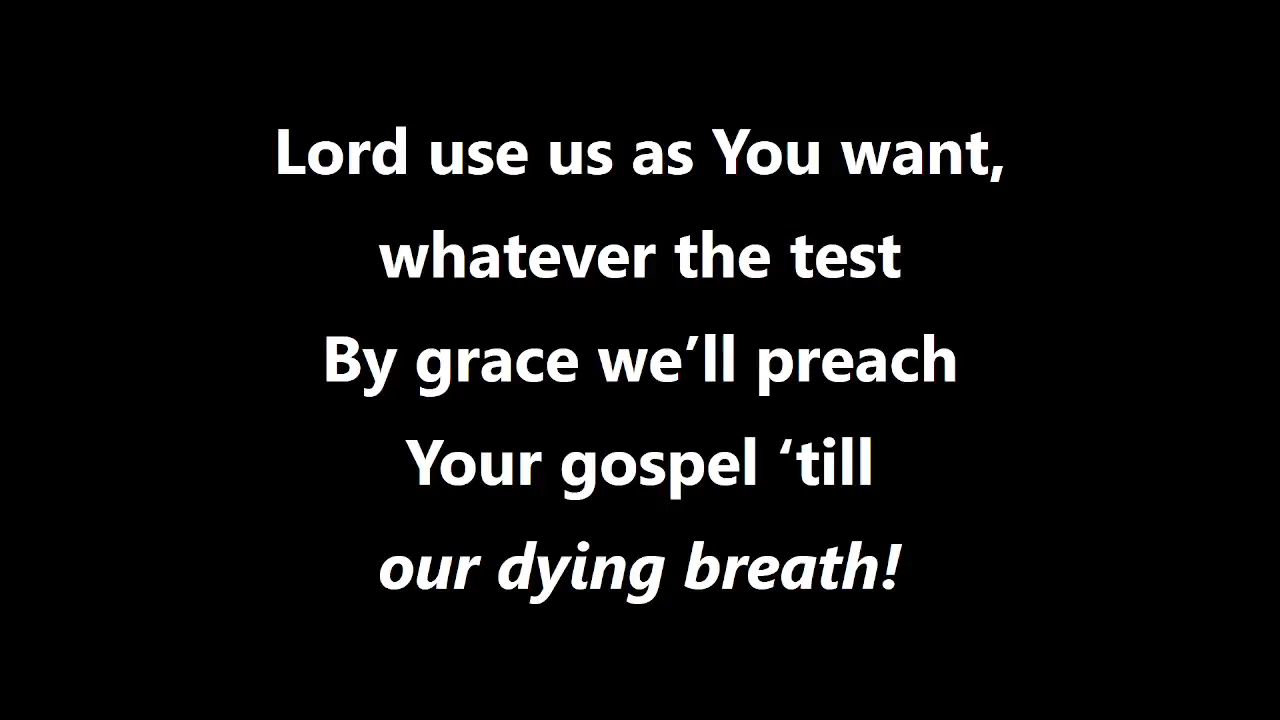 Lord use us as You want,
whatever the test
By grace we’ll preach
Your gospel ‘till
our dying breath!